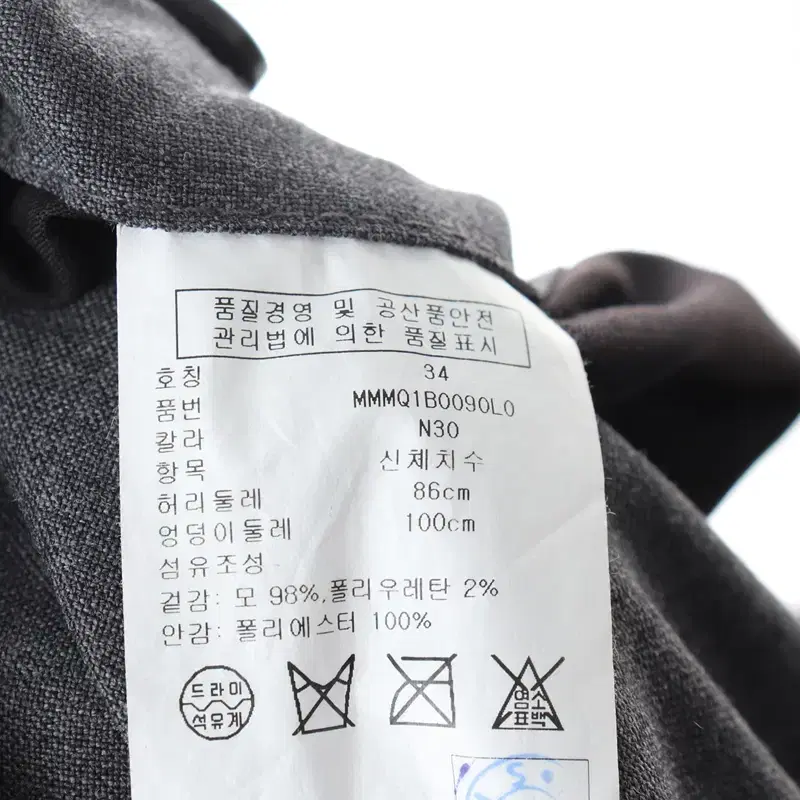 품질경영 및 공산품안전
관리법에 의한 품질표시
호칭 34
품번 MMMQ1B0090L0
칼라 N30
항목 신체치수
허리둘레 86cm
엉덩이둘레 100cm
섬유조성
겉감: 모 98%,폴리우레탄 2%
안감: 폴리에스터 100%
드라이
석유계
염소
표백